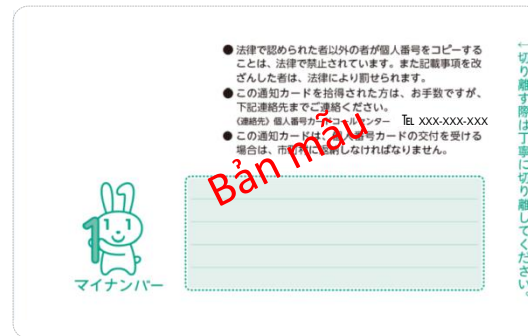 ● 法律で認められた者以外の者が個人番号をコピーする
ことは、法律で禁止されています。また記載事項を改
ざんした者は、法律により罰せられます。
● この通知カードを拾得された方は、お手数ですが、
下記連絡先までご連絡ください。
《連絡先》個人番号カードコールセンター TEL XXX-XXX-XXX
● この通知カードは、個人番号カードの交付を受ける
場合は、市町村に返納しなければなりません。
Bản mẫu
1
マイナンバー
←切り離す際は丁寧に切り離してください。